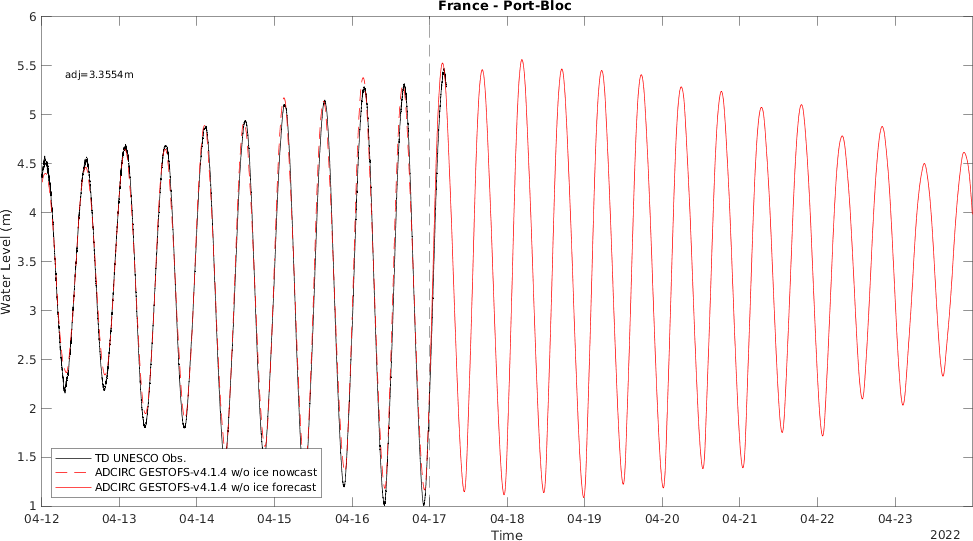 France - Port-Bloc
6
5.5
5
4.5
4
3.5
3
2.5
2
1.5
1
Water Level (m)
adj=3.3554m
TD UNESCO Obs.
ADCIRC GESTOFS-v4.1.4 w/o ice nowcast
ADCIRC GESTOFS-v4.1.4 w/o ice forecast
04-12 04-13 04-14 04-15 04-16 04-17 04-18 04-19 04-20 04-21 04-22 04-23
Time
2022